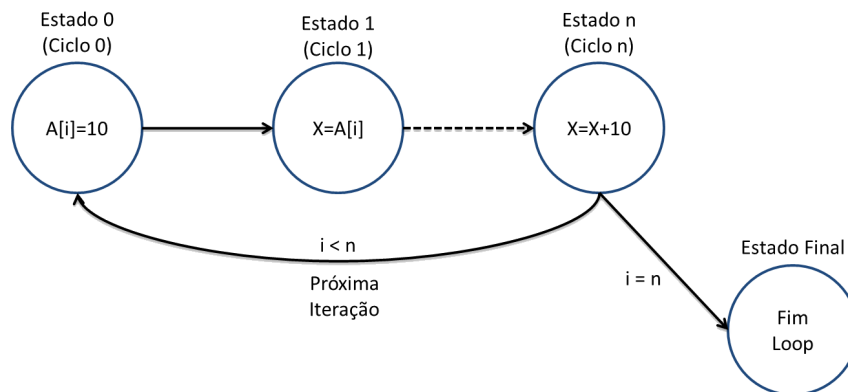 Estado 0
(Ciclo 0)
Estado 1
(Ciclo 1)
Estado n
(Ciclo n)
A[i]=10
X=A[i]
X=X+10
i < n
Próxima
Iteração
i = n
Estado Final
Fim
Loop